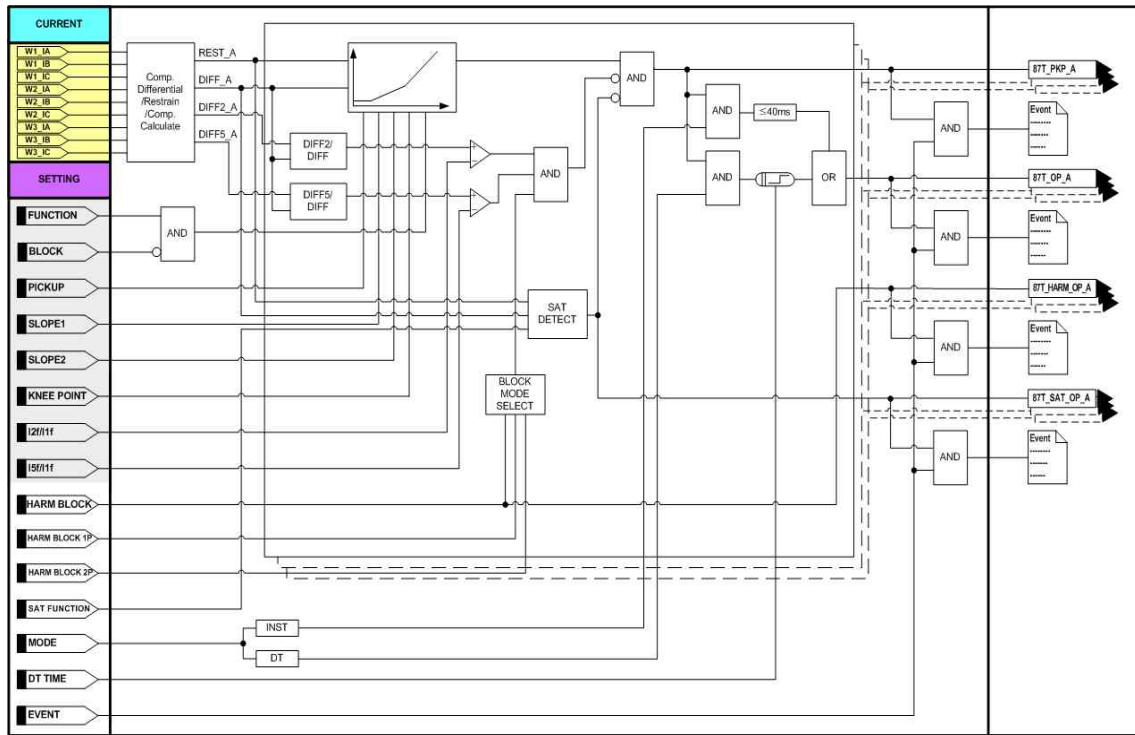 CURRENT
W1_IA
W1_IB
W1_IC
W2_IA
W2_IB
W2_IC
W3_IA
W3_IB
W3_IC
SETTING
FUNCTION
BLOCK
PICKUP
SLOPE1
SLOPE2
KNEE POINT
I2f/I1f
I5f/I1f
HARM BLOCK
HARM BLOCK 1P
HARM BLOCK 2P
SAT FUNCTION
MODE
DT TIME
EVENT
Comp.
Differential
/Restrain
/Comp.
Calculate
REST_A
DIFF_A
DIFF2_A
DIFF5_A
AND
DIFF2/
DIFF
DIFF5/
DIFF
+
−
+
−
AND
SAT
DETECT
BLOCK
MODE
SELECT
INST
DT
AND
AND
≤40ms
AND
OR
AND
AND
AND
AND
87T_PKP_A
Event
87T_OP_A
Event
87T_HARM_OP_A
Event
87T_SAT_OP_A
Event